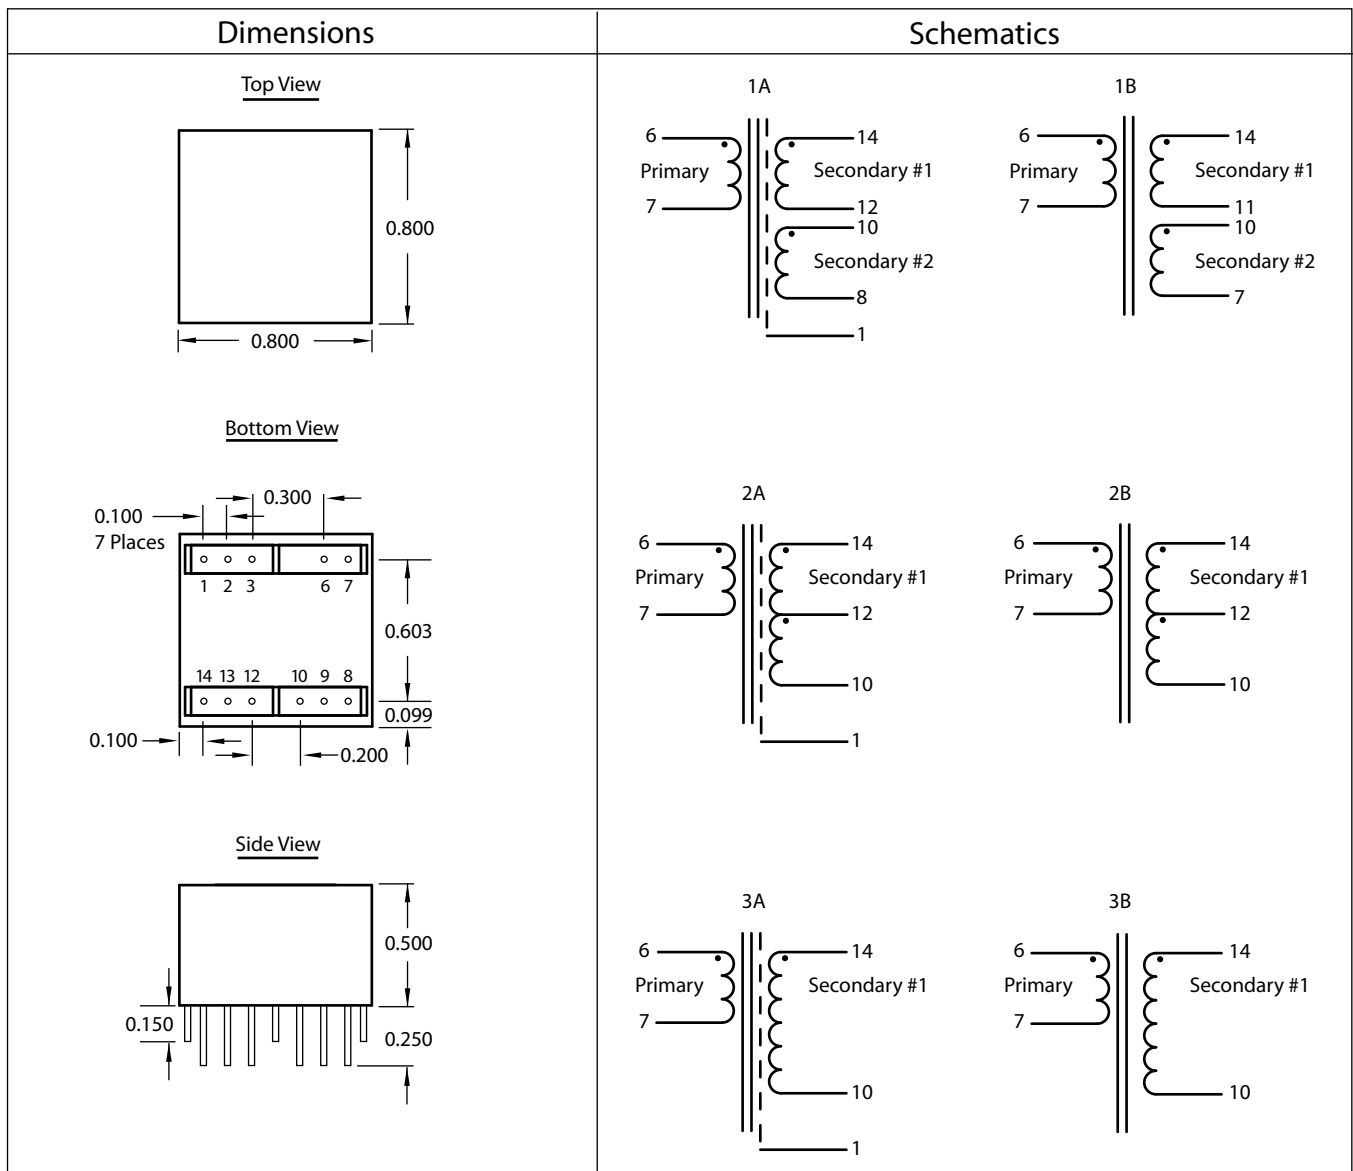 Dimensions
Schematics
Top View
0.800
0.800
Bottom View
0.300
0.100
7 Places
1 2 3 6 7
0.603
14 13 12 10 9 8
0.099
0.100
0.200
Side View
0.500
0.150
0.250
1A
6
14
Primary
Secondary #1
7
12
10
Secondary #2
8
1
1B
6
14
Primary
Secondary #1
7
11
10
Secondary #2
7
2A
6
14
Primary
Secondary #1
7
12
10
1
2B
6
14
Primary
Secondary #1
7
12
10
3A
6
14
Primary
Secondary #1
7
10
1
3B
6
14
Primary
Secondary #1
7
10